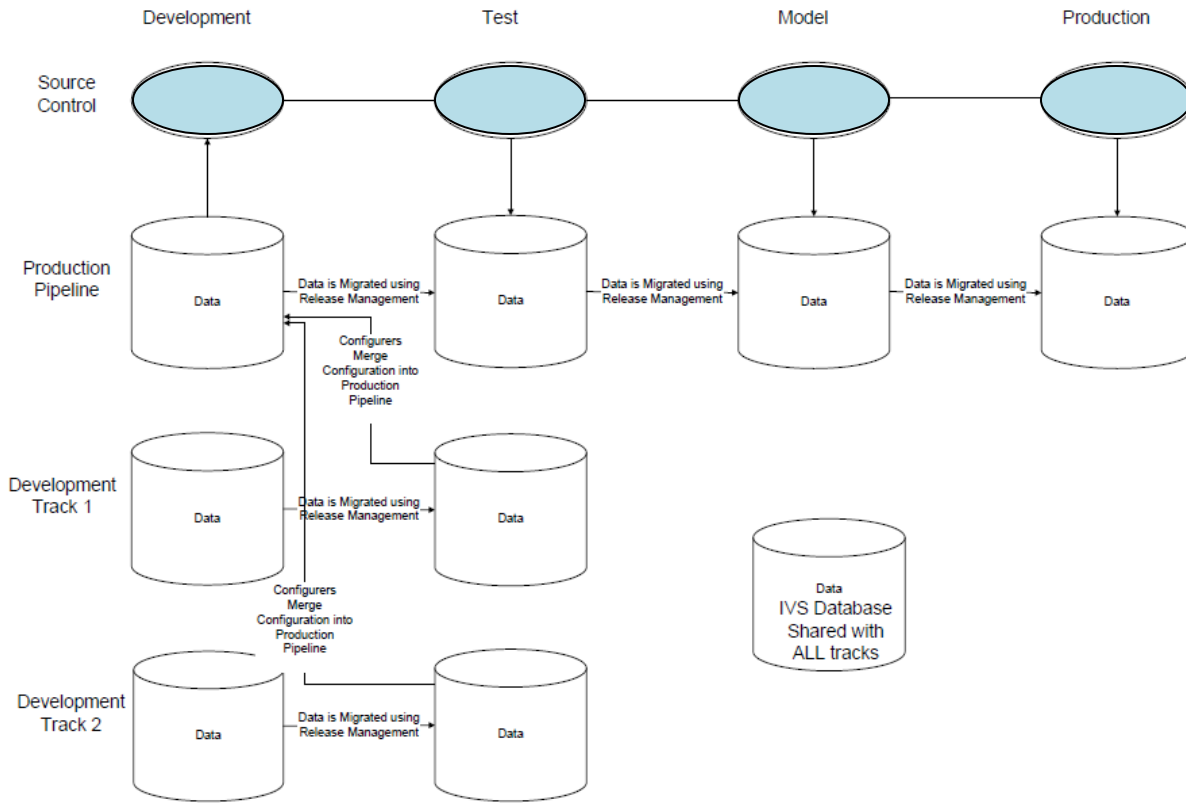 Development
Test
Model
Production
Source
Control
Production
Pipeline
Data
Data is Migrated using
Release Management
Data
Data is Migrated using
Release Management
Data
Data is Migrated using
Release Management
Data
Configurers
Merge
Configuration into
Production
Pipeline
Development
Track 1
Data
Data is Migrated using
Release Management
Data
Data
IVS Database
Shared with
ALL tracks
Configurers
Merge
Configuration into
Production
Pipeline
Development
Track 2
Data
Data is Migrated using
Release Management
Data